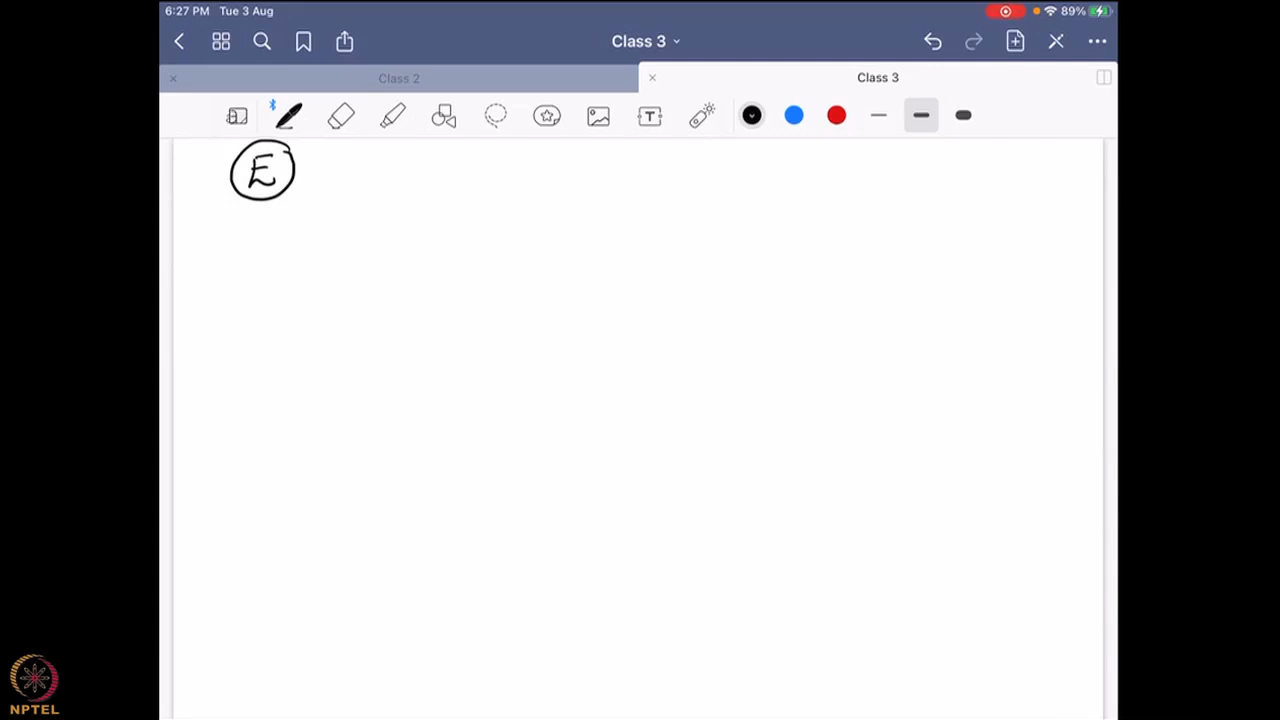 6:27 PM Tue 3 Aug 89%
Class 3
Class 2 Class 3
T
E
NPTEL